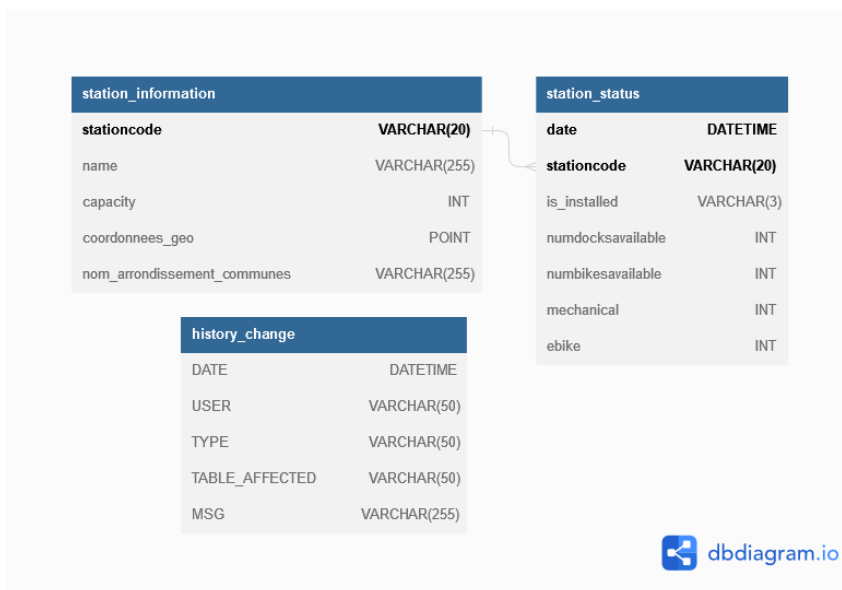 station_information
stationcode VARCHAR(20)
name VARCHAR(255)
capacity INT
coordonnees_geo POINT
nom_arrondissement_communes VARCHAR(255)
station_status
date DATETIME
stationcode VARCHAR(20)
is_installed VARCHAR(3)
numdocksavailable INT
numbikesavailable INT
mechanical INT
ebike INT
history_change
DATE DATETIME
USER VARCHAR(50)
TYPE VARCHAR(50)
TABLE_AFFECTED VARCHAR(50)
MSG VARCHAR(255)
dbdiagram.io